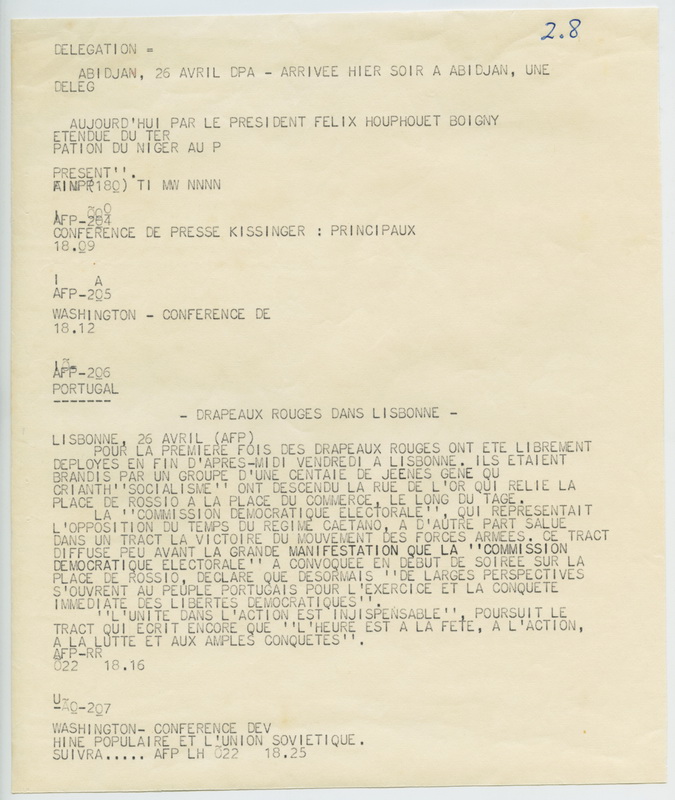 2.8
DELEGATION =
ABIDJAN, 26 AVRIL DPA - ARRIVEE HIER SOIR A ABIDJAN, UNE
DELEG
AUJOURD'HUI PAR LE PRESIDENT FELIX HOUPHOUET BOIGNY
ETENDUE DU TER
PATION DU NIGER AU P
PRESENT''.
(180) TI MW NNNN
AFP-204
CONFERENCE DE PRESSE KISSINGER : PRINCIPAUX
18.09
I A
AFP-205
WASHINGTON - CONFERENCE DE
18.12
AFP-206
PORTUGAL
-------
- DRAPEAUX ROUGES DANS LISBONNE -
LISBONNE, 26 AVRIL (AFP)
POUR LA PREMIERE FOIS DES DRAPEAUX ROUGES ONT ETE LIBREMENT
DEPLOYES EN FIN D'APRES-MIDI VENDREDI A LISBONNE. ILS ETAIENT
BRANDIS PAR UN GROUPE D'UNE CENTAIE DE JEENES GENE QU
CRIANTH''SOCIALISME'' ONT DESCENDU LA RUE DE L'OR QUI RELIE LA
PLACE DE ROSSIO A LA PLACE DU COMMERCE, LE LONG DU TAGE.
LA ''COMMISSION DEMOCRATIQUE ELECTORALE'', QUI REPRESENTAIT
L'OPPOSITION DU TEMPS DU REGIME CAETANO, A D'AUTRE PART SALUE
DANS UN TRACT LA VICTOIRE DU MOUVEMENT DES FORCES ARMEES. CE TRACT
DIFFUSE PEU AVANT LA GRANDE MANIFESTATION QUE LA ''COMMISSION
DEMOCRATIQUE ELECTORALE'' A CONVOQUEE EN DEBUT DE SOIREE SUR LA
PLACE DE ROSSIO, DECLARE QUE DESORMAIS ''DE LARGES PERSPECTIVES
S'OUVRENT AU PEUPLE PORTUGAIS POUR L'EXERCICE ET LA CONQUETE
IMMEDIATE DES LIBERTES DEMOCRATIQUES''.
''L'UNITE DANS L'ACTION EST INJISPENSABLE'', POURSUIT LE
TRACT QUI ECRIT ENCORE QUE ''L'HEURE EST A LA FETE, A L'ACTION,
A LA LUTTE ET AUX AMPLES CONQUETES''.
AFP-RR
022 18.16
-207
WASHINGTON- CONFERENCE DEV
HINE POPULAIRE ET L'UNION SOVIETIQUE.
SUIVRA..... AFP LH 022 18.25